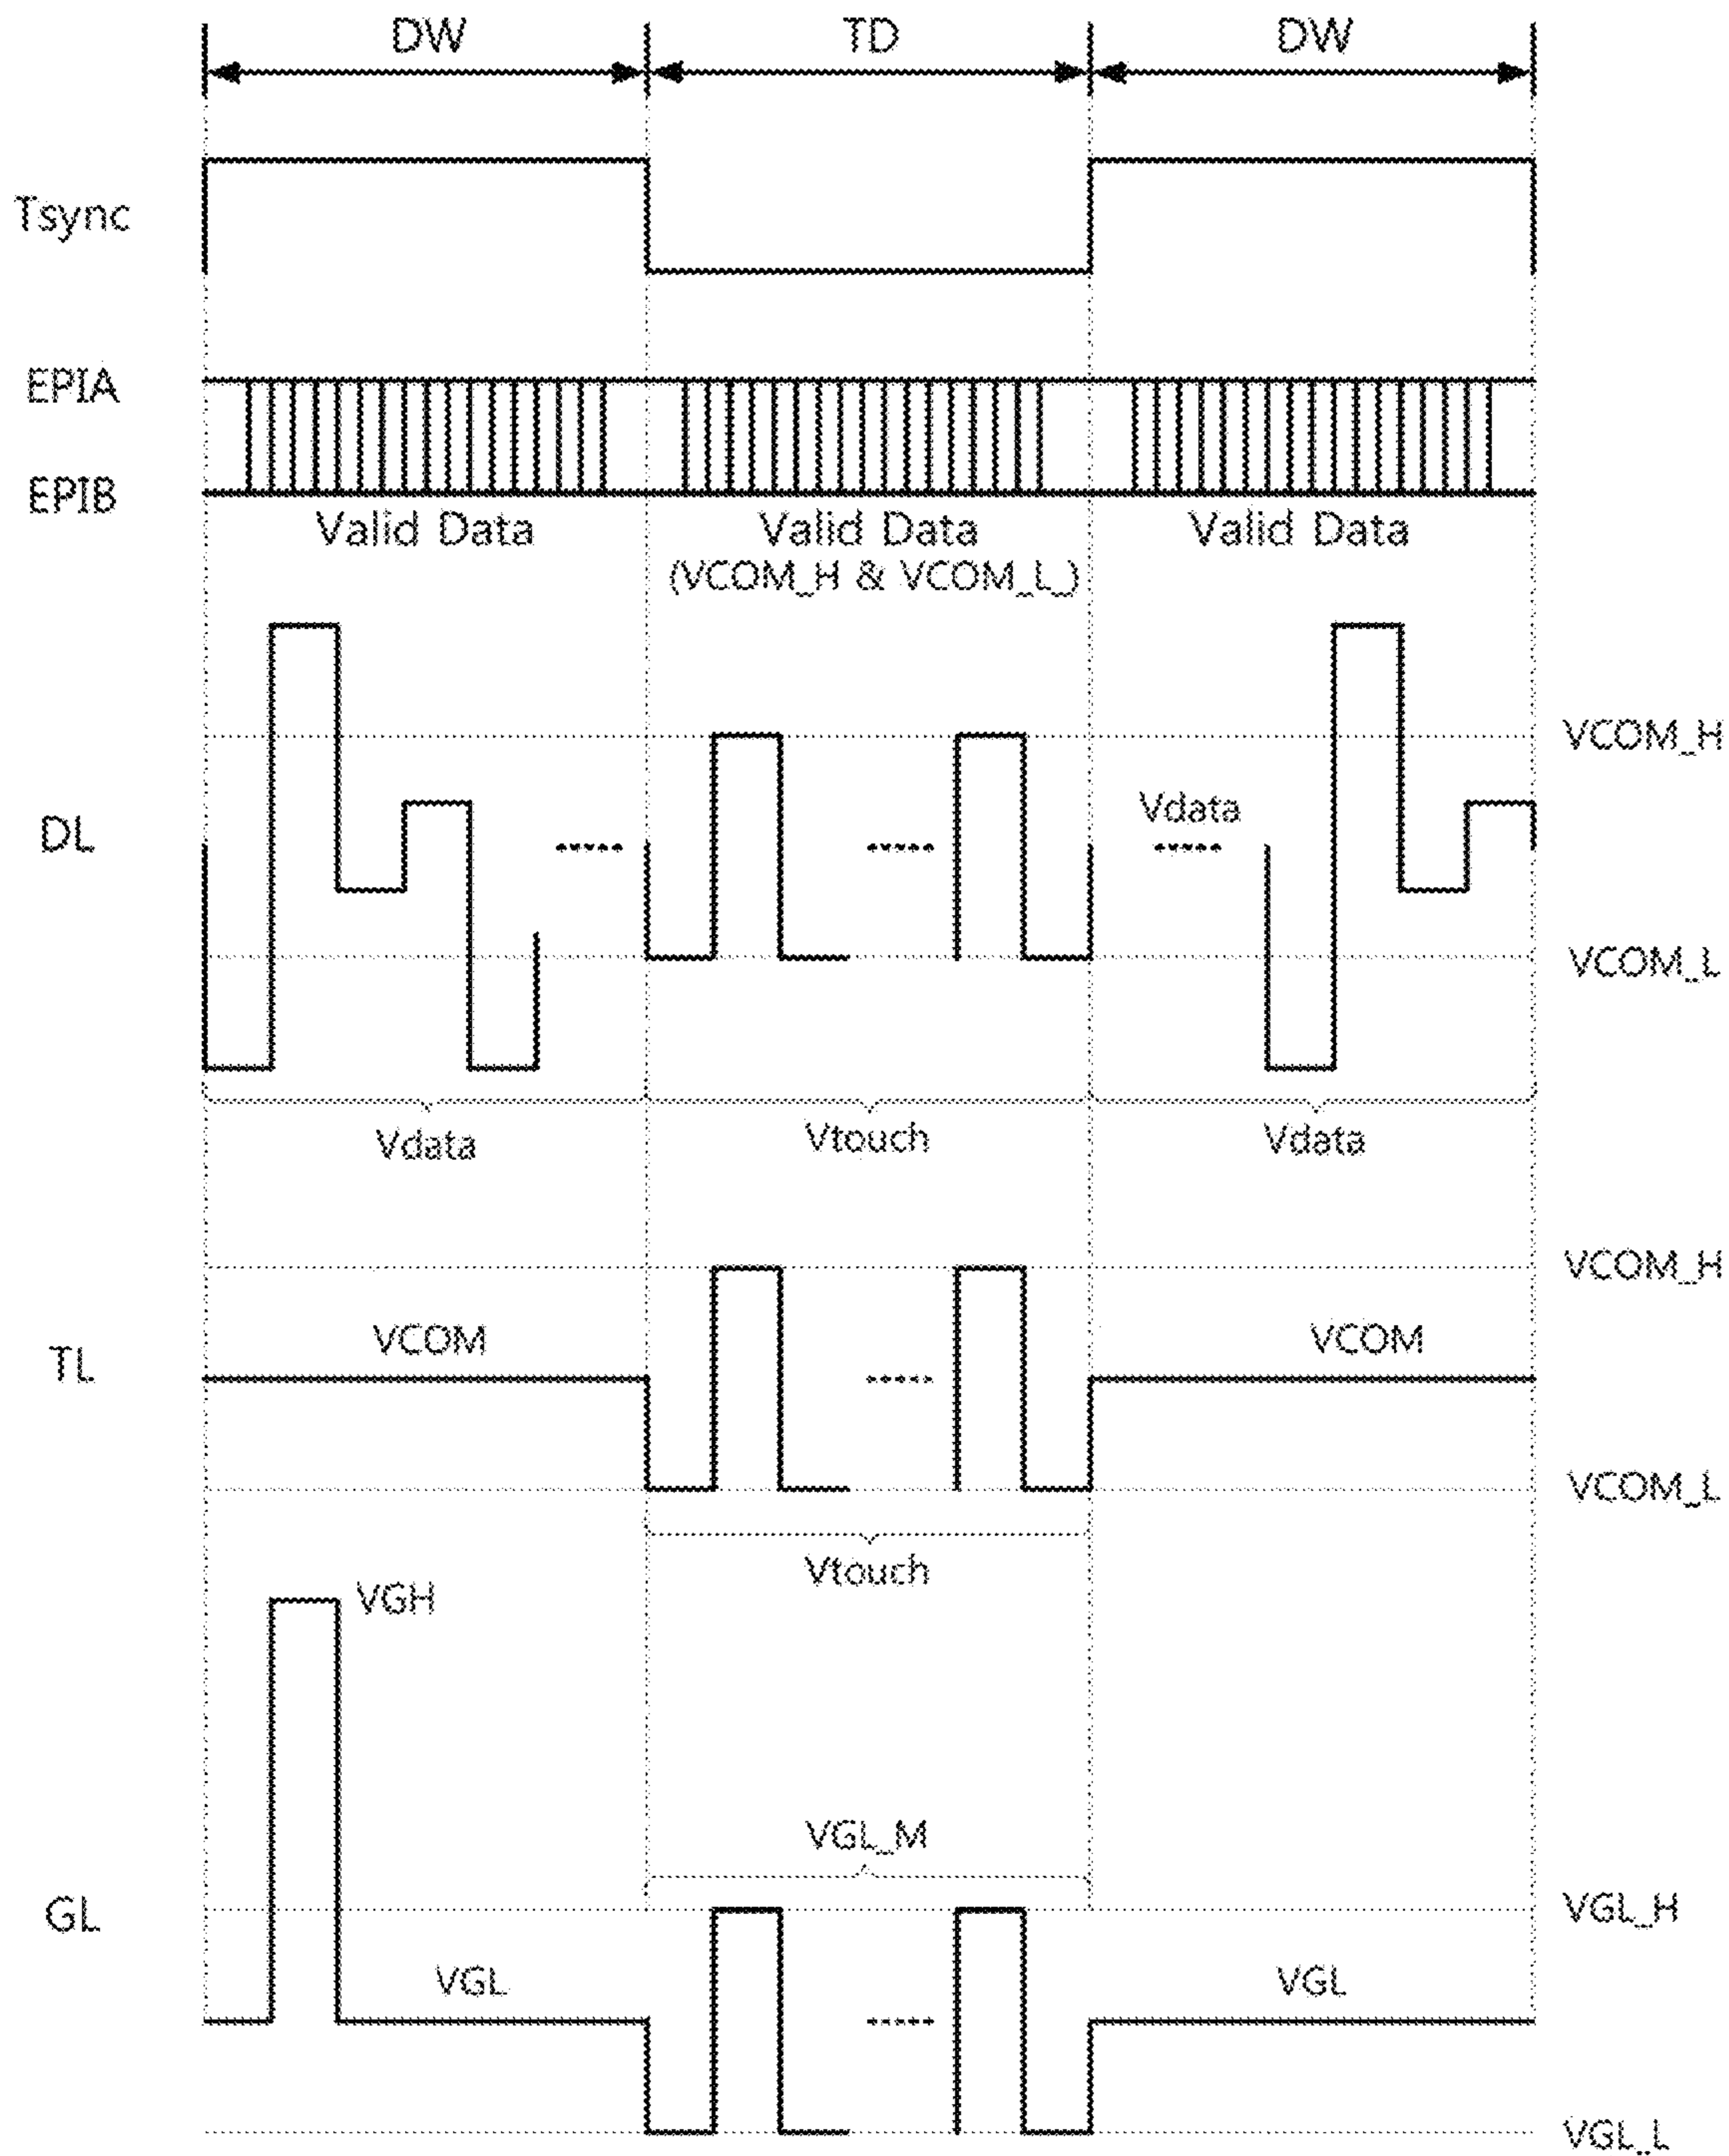 DW TD DW
Tsync
EPIA
EPIB
Valid Data Valid Data Valid Data
(VCOM_H & VCOM_L_)
VCOM_H
Vdata
DL
VCOM_L
Vdata Vtouch Vdata
VCOM_H
VCOM VCOM
TL
VCOM_L
Vtouch
VGH
VGL_M
GL VGL_H
VGL VGL
VGL_L